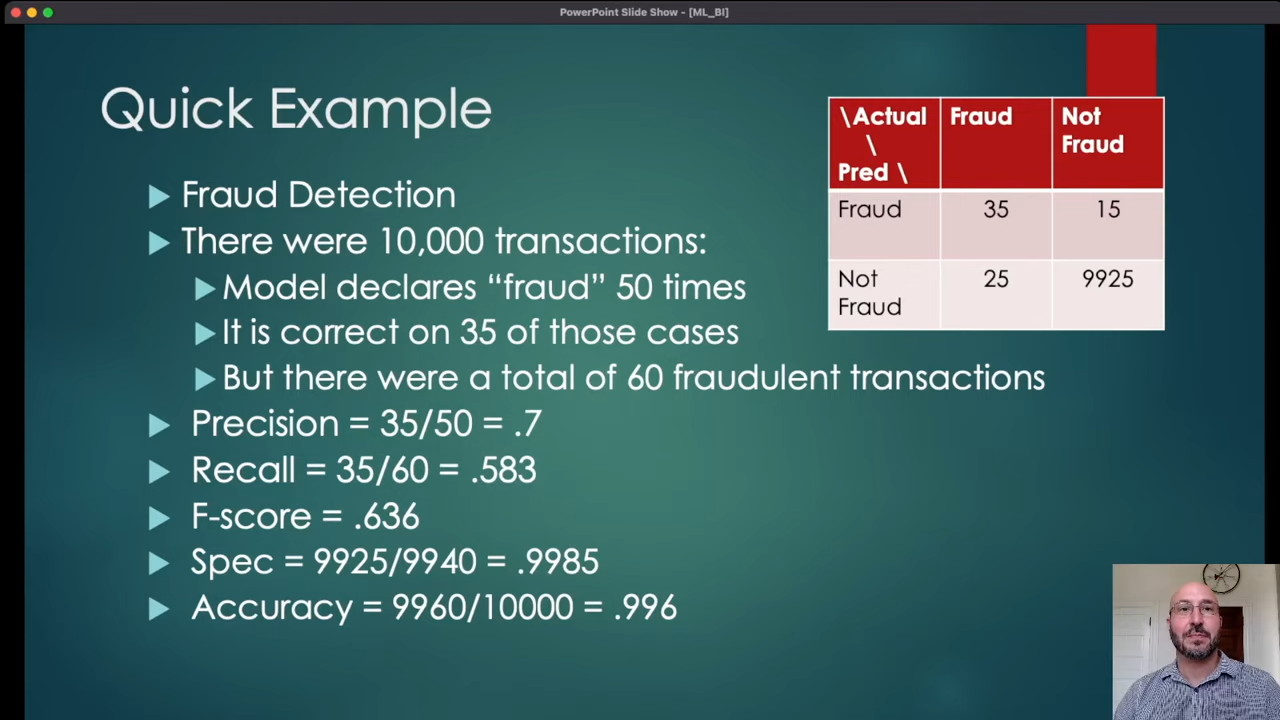 PowerPoint Slide Show - [ML_BI]
Quick Example
Fraud Detection
There were 10,000 transactions:
Model declares “fraud” 50 times
It is correct on 35 of those cases
But there were a total of 60 fraudulent transactions
Precision = 35/50 = .7
Recall = 35/60 = .583
F-score = .636
Spec = 9925/9940 = .9985
Accuracy = 9960/10000 = .996
\Actual
\
Pred \
Fraud
Not
Fraud
Fraud 35 15
Not
Fraud
25 9925